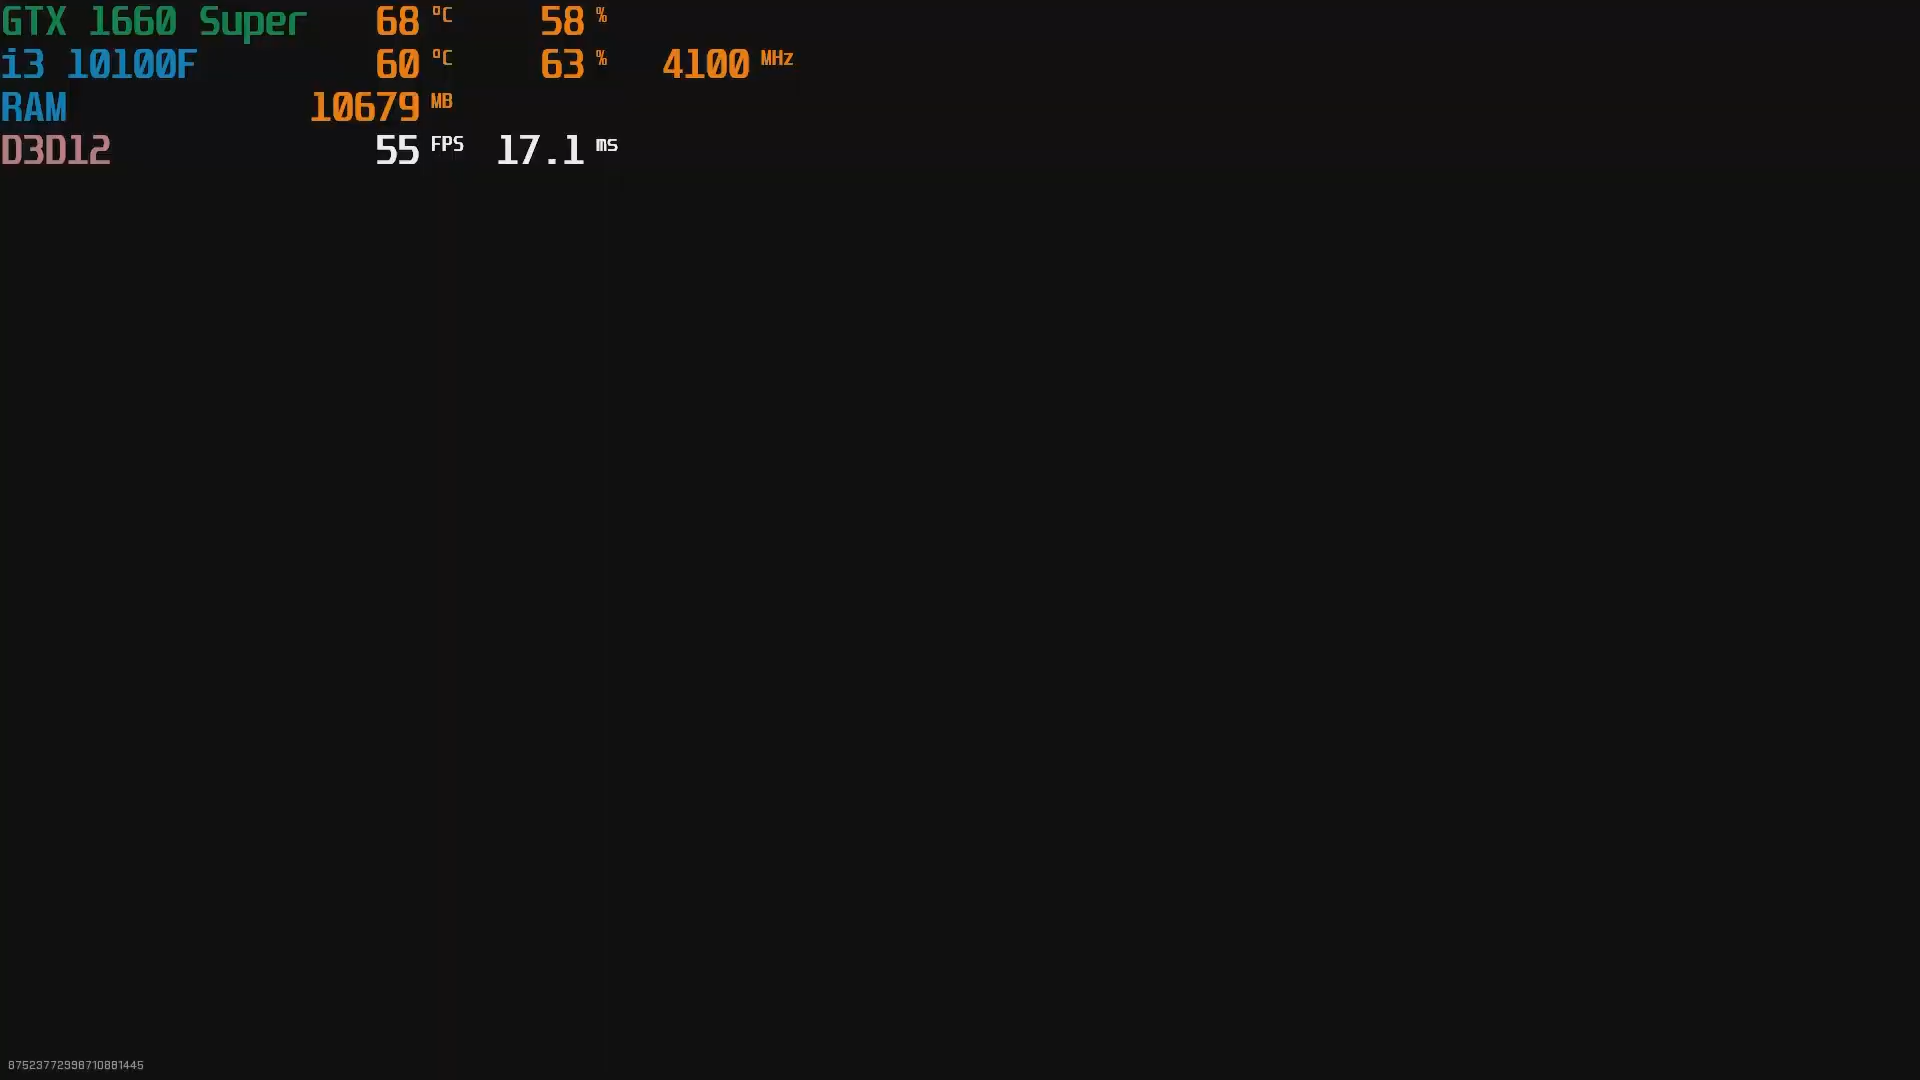 GTX 1660 Super 68 °C 58 %
i3 10100F 60 °C 63 % 4100 MHz
RAM 10679 MB
D3D12 55 FPS 17.1 ms
87523772998710881445